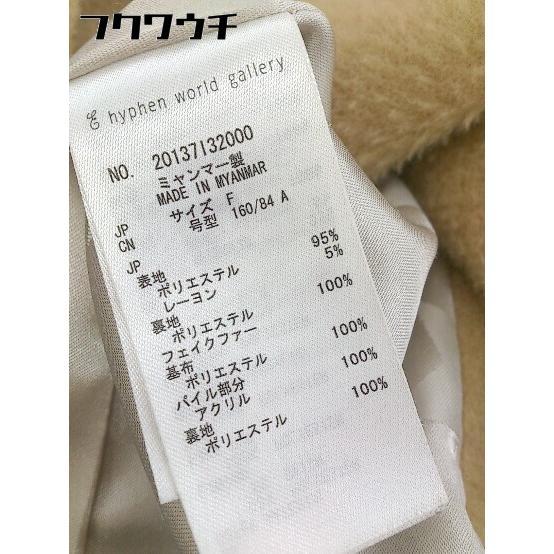 フクワウチ
E hyphen world gallery
NO. 20137132000
ミャンマー製
MADE IN MYANMAR
JP サイズ F
CN 号型 160/84 A
JP
表地
ポリエステル 95%
レーヨン 5%
裏地
ポリエステル 100%
フェイクファー
基布
ポリエステル 100%
パイル部分
アクリル 100%
裏地
ポリエステル 100%